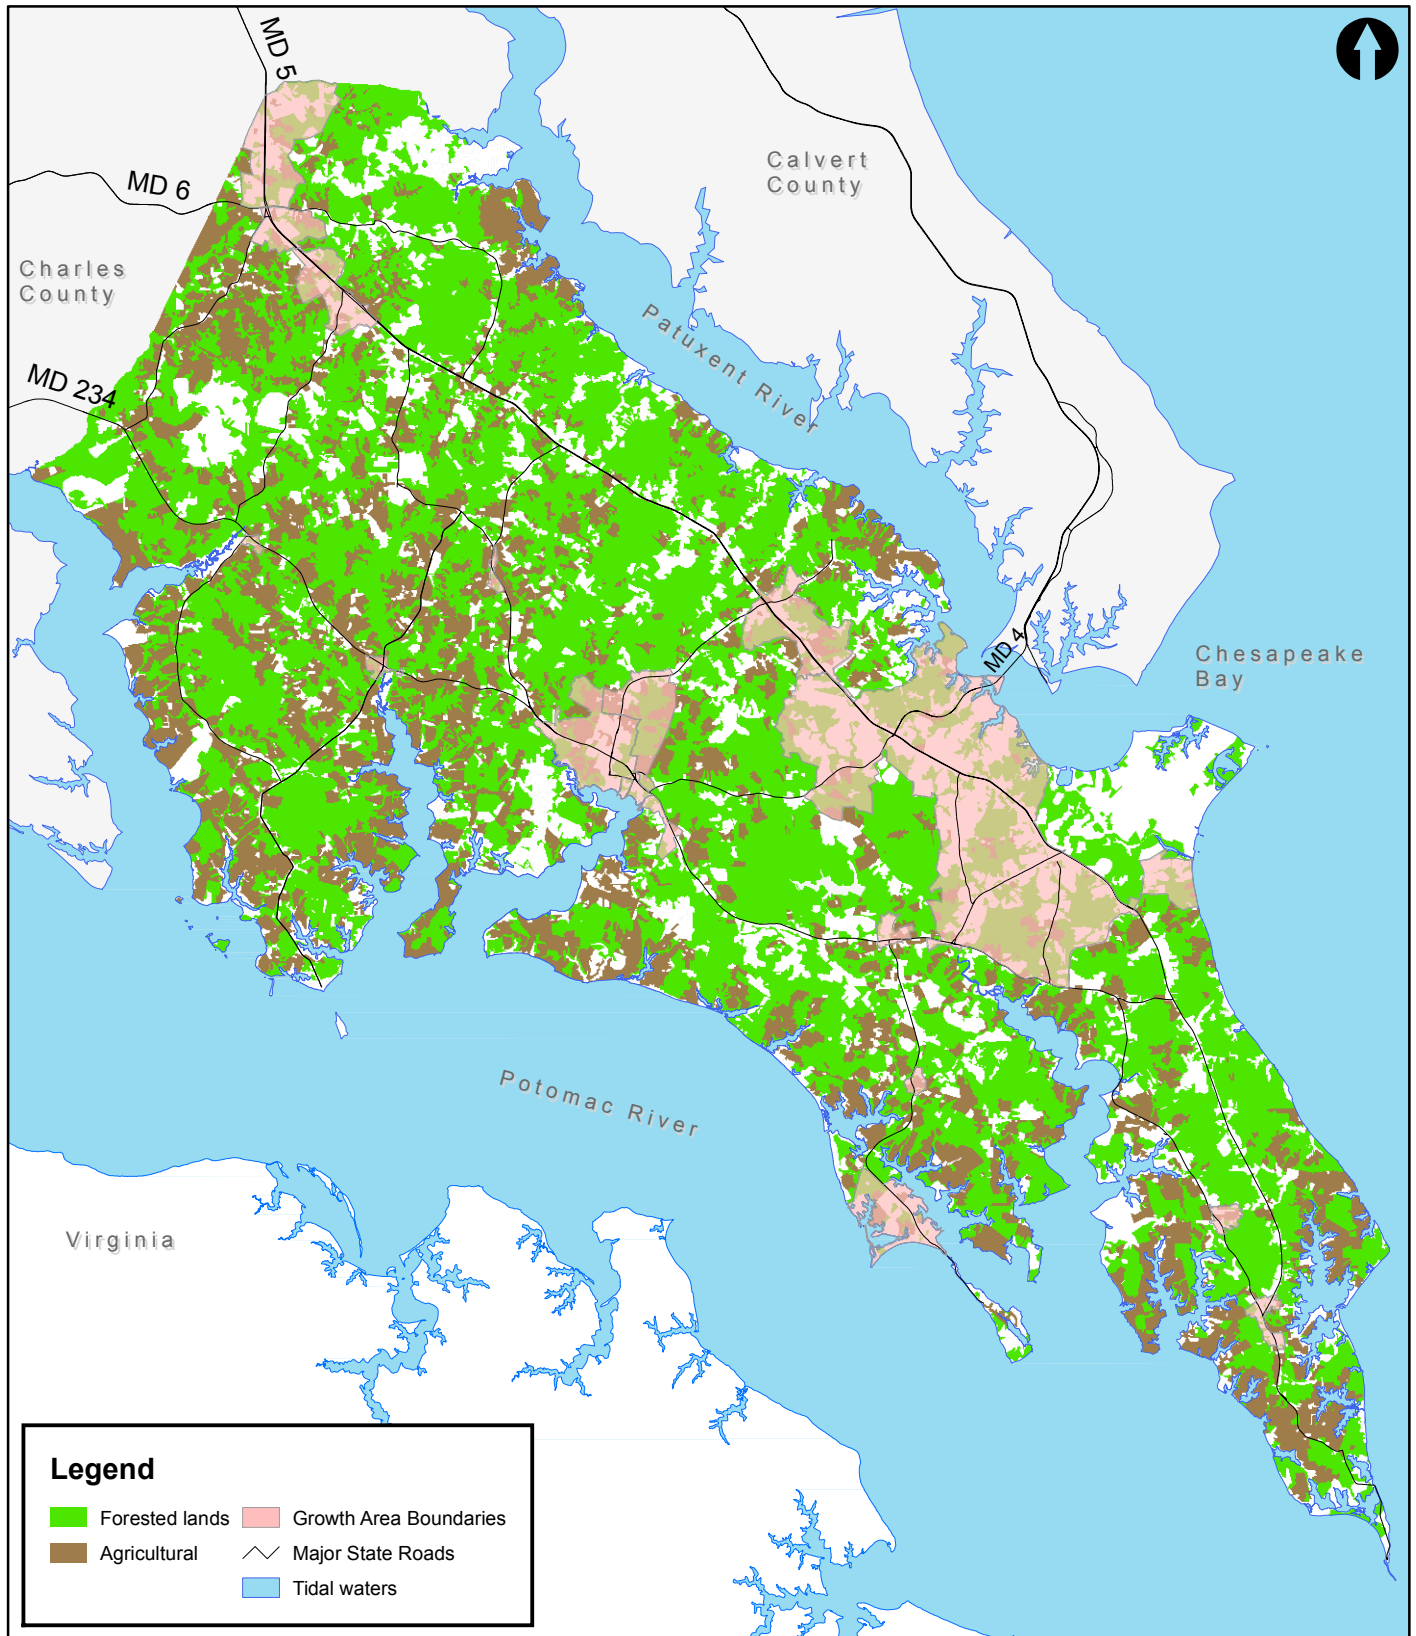 MD 5
Calvert
County
MD 6
Charles
County
Patuxent River
MD 234
MD 4
Chesapeake
Bay
Potomac River
Virginia
Legend
Forested lands
Growth Area Boundaries
Agricultural
Major State Roads
Tidal waters